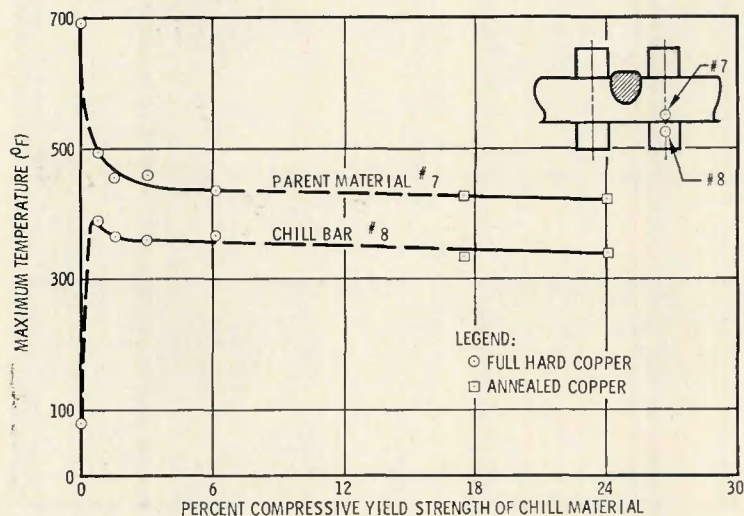 700
500
300
100
0
MAXIMUM TEMPERATURE (°F)
#7
#8
PARENT MATERIAL #7
CHILL BAR #8
LEGEND:
FULL HARD COPPER
ANNEALED COPPER
0 6 12 18 24 30
PERCENT COMPRESSIVE YIELD STRENGTH OF CHILL MATERIAL